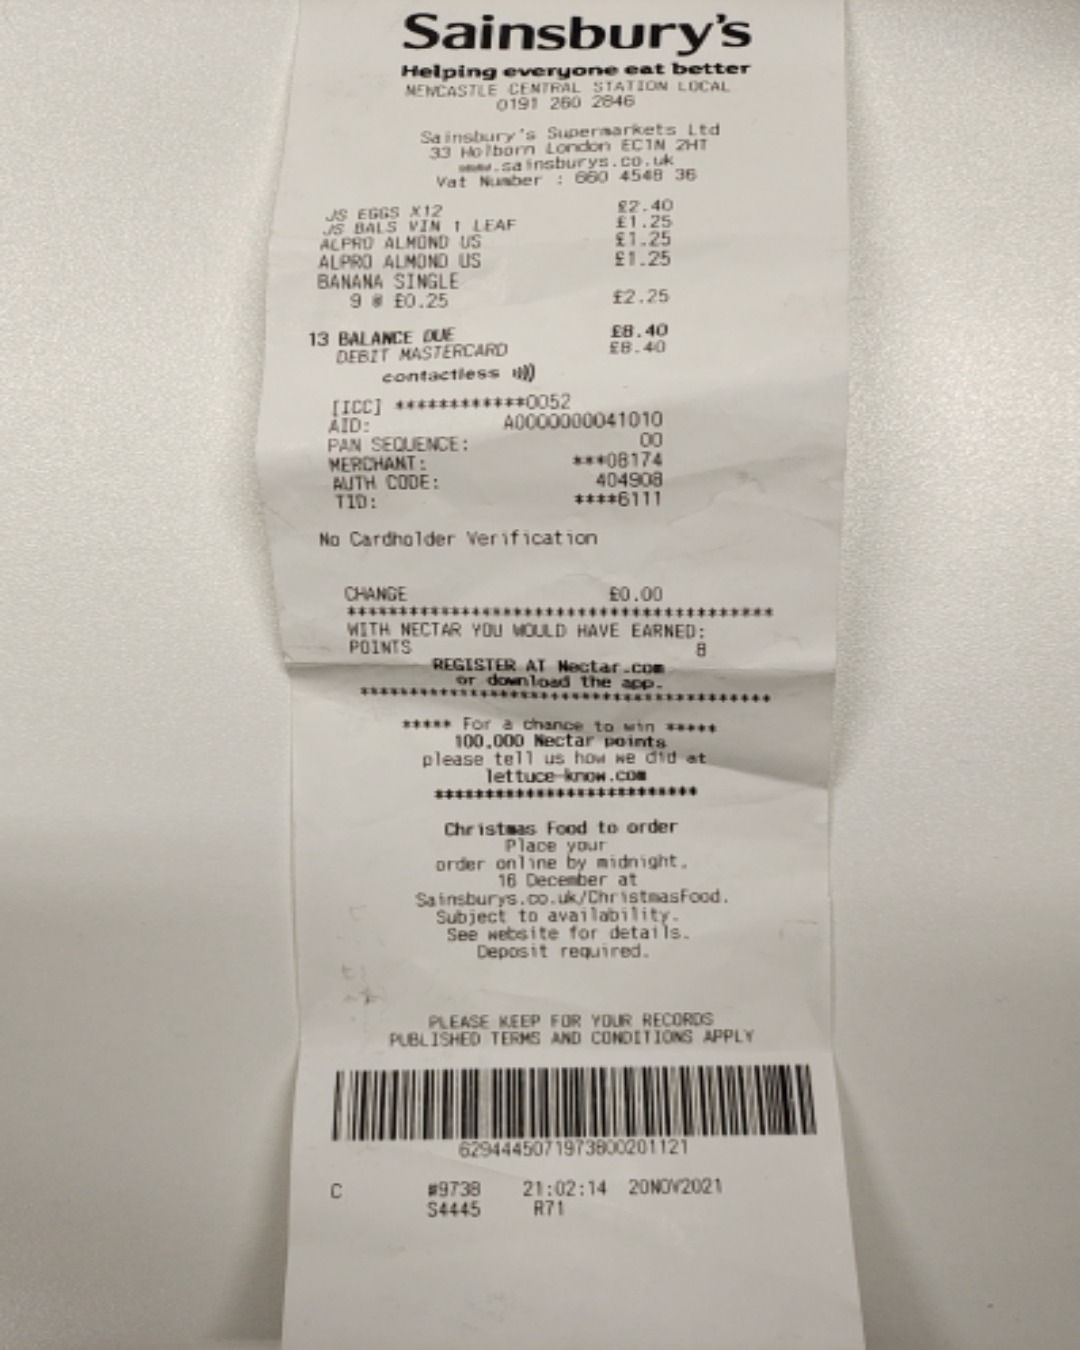 Sainsbury's
Helping everyone eat better
NEWCASTLE CENTRAL STATION LOCAL
0191 260 2846
Sainsbury's Supermarkets Ltd
33 Holborn London EC1N 2HT
www.sainsburys.co.uk
Vat Number : 660 4548 36
JS EGGS X12 £2.40
JS BALS VIN 1 LEAF £1.25
ALPRO ALMOND US £1.25
ALPRO ALMOND US £1.25
BANANA SINGLE
9 @ £0.25 £2.25
13 BALANCE DUE £8.40
DEBIT MASTERCARD £8.40
contactless
[ICC] ************0052
AID: A0000000041010
PAN SEQUENCE: 00
MERCHANT: ***08174
AUTH CODE: 404908
TID: ****6111
No Cardholder Verification
CHANGE £0.00
******************************************
WITH NECTAR YOU WOULD HAVE EARNED:
POINTS 8
REGISTER AT Nectar.com
or download the app.
******************************************
***** For a chance to win *****
100,000 Nectar points
please tell us how we did at
lettuce-know.com
**************************
Christmas Food to order
Place your
order online by midnight,
16 December at
Sainsburys.co.uk/ChristmasFood.
Subject to availability.
See website for details.
Deposit required.
PLEASE KEEP FOR YOUR RECORDS
PUBLISHED TERMS AND CONDITIONS APPLY
6294445071973800201121
C #9738 21:02:14 20NOV2021
S4445 R71